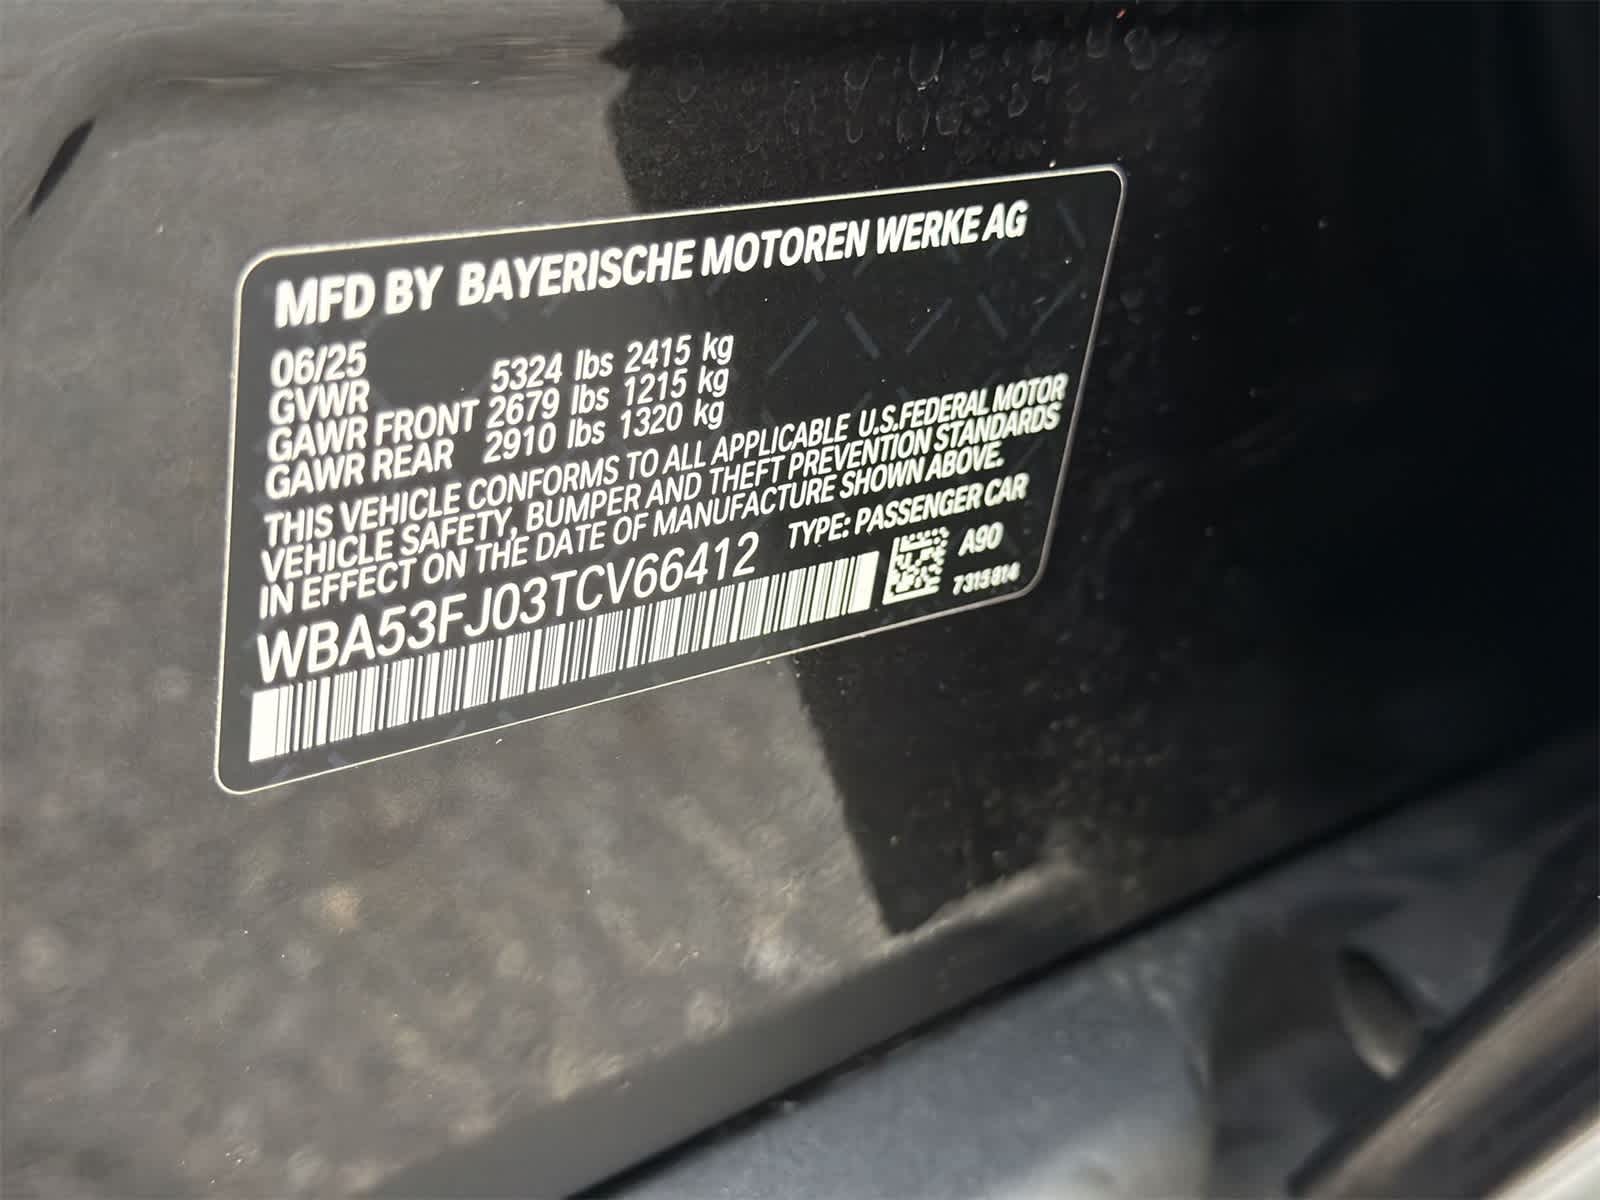 MFD BY BAYERISCHE MOTOREN WERKE AG
06/25
GVWR 5324 lbs 2415 kg
GAWR FRONT 2679 lbs 1215 kg
GAWR REAR 2910 lbs 1320 kg
THIS VEHICLE CONFORMS TO ALL APPLICABLE U.S.FEDERAL MOTOR
VEHICLE SAFETY, BUMPER AND THEFT PREVENTION STANDARDS
IN EFFECT ON THE DATE OF MANUFACTURE SHOWN ABOVE.
TYPE: PASSENGER CAR
WBA53FJ03TCV66412
A90
7315814